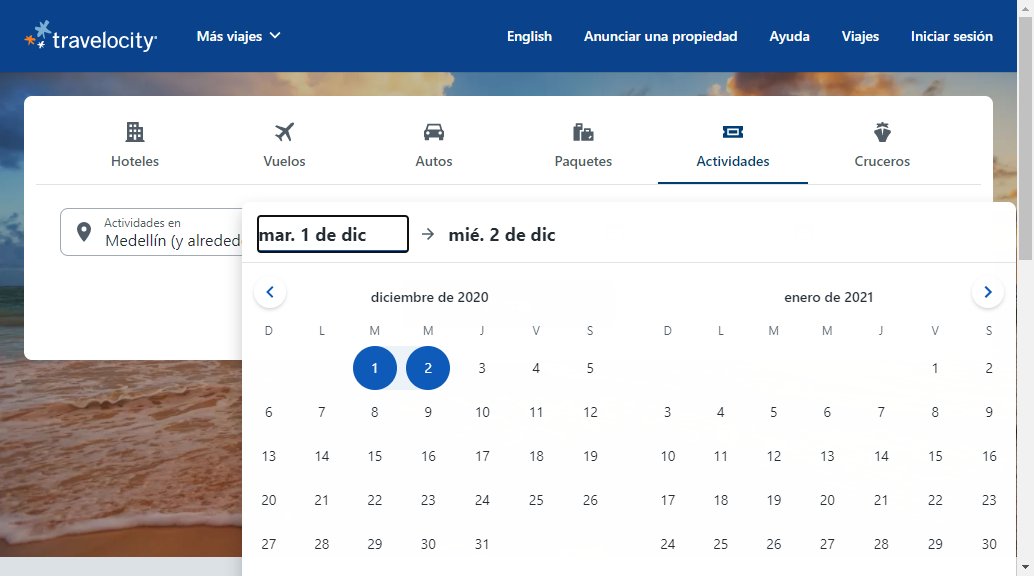 travelocity
Más viajes
English
Anunciar una propiedad
Ayuda
Viajes
Iniciar sesión
Hoteles
Vuelos
Autos
Paquetes
Actividades
Cruceros
Actividades en
Medellín (y alreded
mar. 1 de dic
mié. 2 de dic
diciembre de 2020
D L M M J V S
1 2 3 4 5
6 7 8 9 10 11 12
13 14 15 16 17 18 19
20 21 22 23 24 25 26
27 28 29 30 31
enero de 2021
D L M M J V S
1 2
3 4 5 6 7 8 9
10 11 12 13 14 15 16
17 18 19 20 21 22 23
24 25 26 27 28 29 30